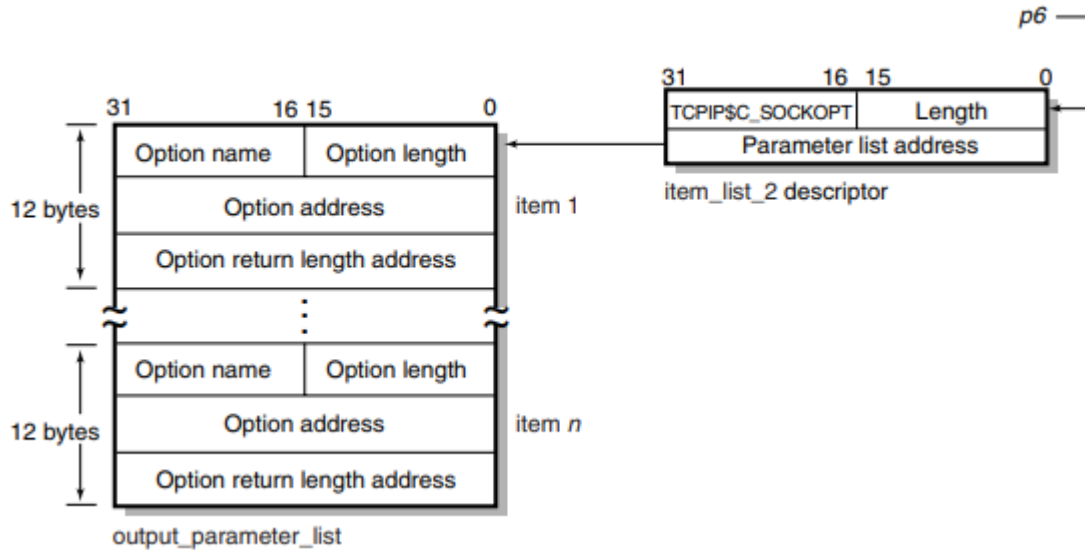 p6
31 16 15 0
TCPIP$C_SOCKOPT Length
Parameter list address
item_list_2 descriptor
31 16 15 0
Option name Option length
Option address
Option return length address
12 bytes
item 1
Option name Option length
Option address
Option return length address
12 bytes
item n
output_parameter_list